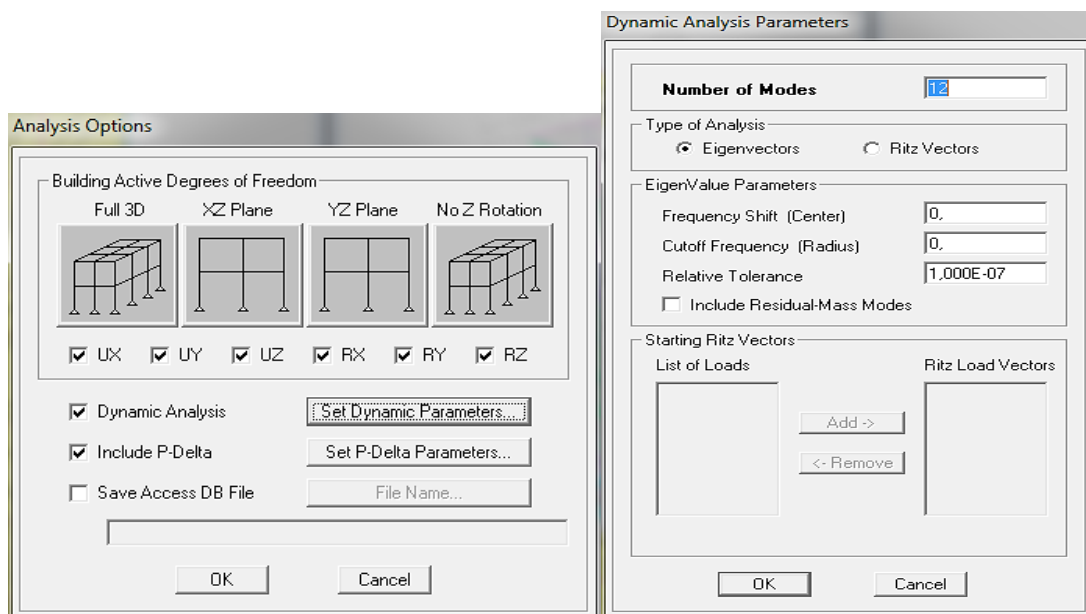 Analysis Options
Building Active Degrees of Freedom
Full 3D XZ Plane YZ Plane No Z Rotation
UX UY UZ RX RY RZ
Dynamic Analysis Set Dynamic Parameters...
Include P-Delta Set P-Delta Parameters...
Save Access DB File File Name...
OK Cancel
Dynamic Analysis Parameters
Number of Modes 12
Type of Analysis
Eigenvectors Ritz Vectors
EigenValue Parameters
Frequency Shift (Center) 0,
Cutoff Frequency (Radius) 0,
Relative Tolerance 1,000E-07
Include Residual-Mass Modes
Starting Ritz Vectors
List of Loads Ritz Load Vectors
Add ->
<- Remove
OK Cancel